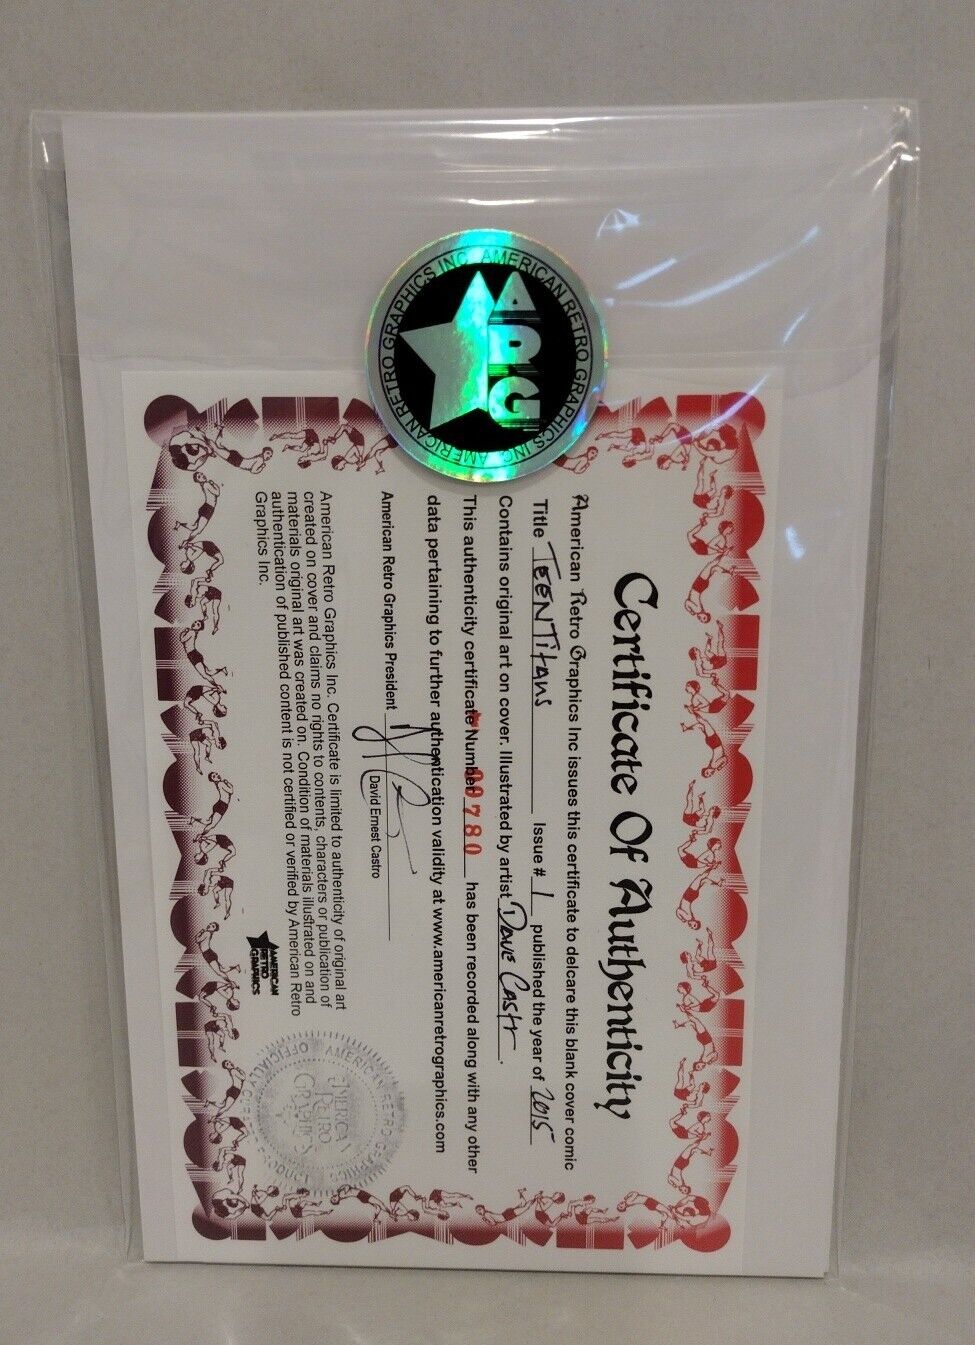 Certificate Of Authenticity
American Retro Graphics Inc issues this certificate to delcare this blank cover comic
Title TEEN Titans Issue # 1 published the year of 2015
Contains original art on cover. Illustrated by artist Dave Castr.
This authenticity certificate Number 00780 has been recorded along with any other
data pertaining to further authentication validity at www.americanretrographics.com
American Retro Graphics President
David Ernest Castro
American Retro Graphics Inc. Certificate is limited to authenticity of original art
created on cover and claims no rights to contents, characters or publication of
materials original art was created on. Condition of materials illustrated on and
authentication of published content is not certified or verified by American Retro
Graphics Inc.
AMERICAN
RETRO
GRAPHICS
AMERICAN RETRO GRAPHICS INC. AMERICAN RETRO GRAPHICS INC.
ARG
AMERICAN RETRO GRAPHICS
AMERICAN
RETRO
GRAPHICS